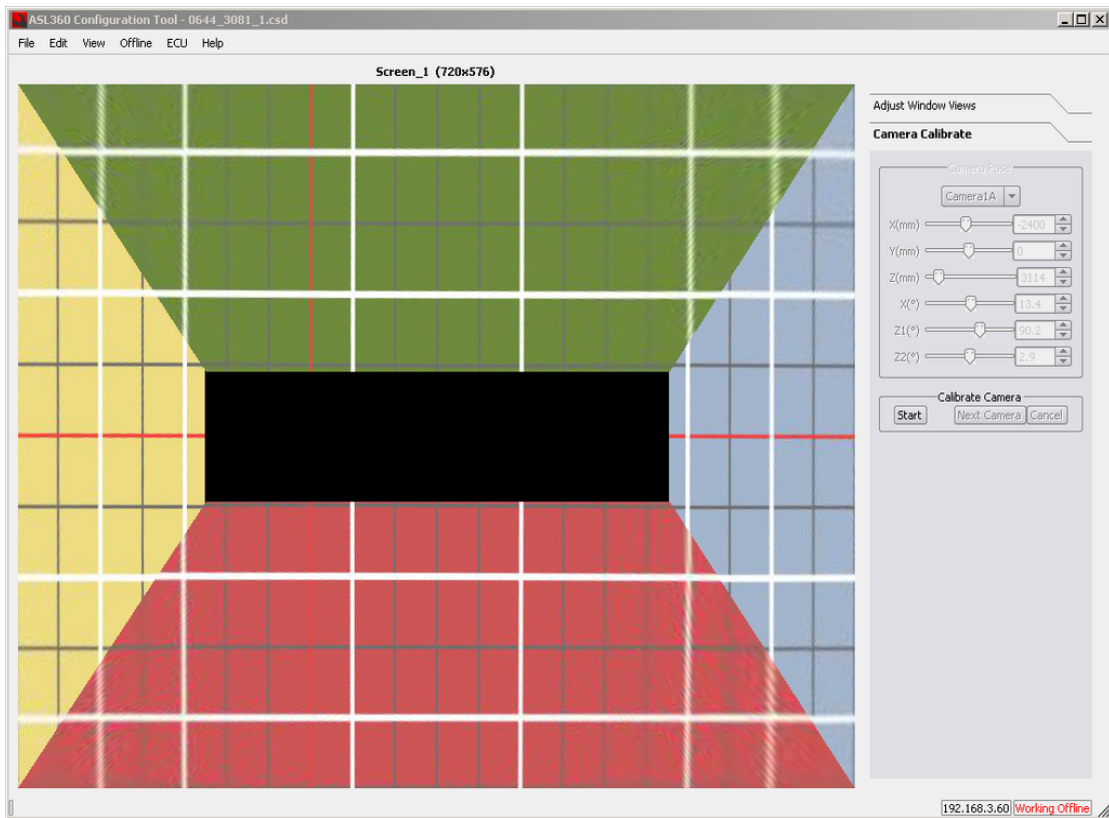 ASL360 Configuration Tool - 0644_3081_1.csd
File Edit View Offline ECU Help
Screen_1 (720x576)
Adjust Window Views
Camera Calibrate
Camera Pose
Camera1A
X(mm) -2400
Y(mm) 0
Z(mm) 3114
X(°) 13.4
Z1(°) 90.2
Z2(°) 2.9
Calibrate Camera
Start Next Camera Cancel
192.168.3.60 Working Offline